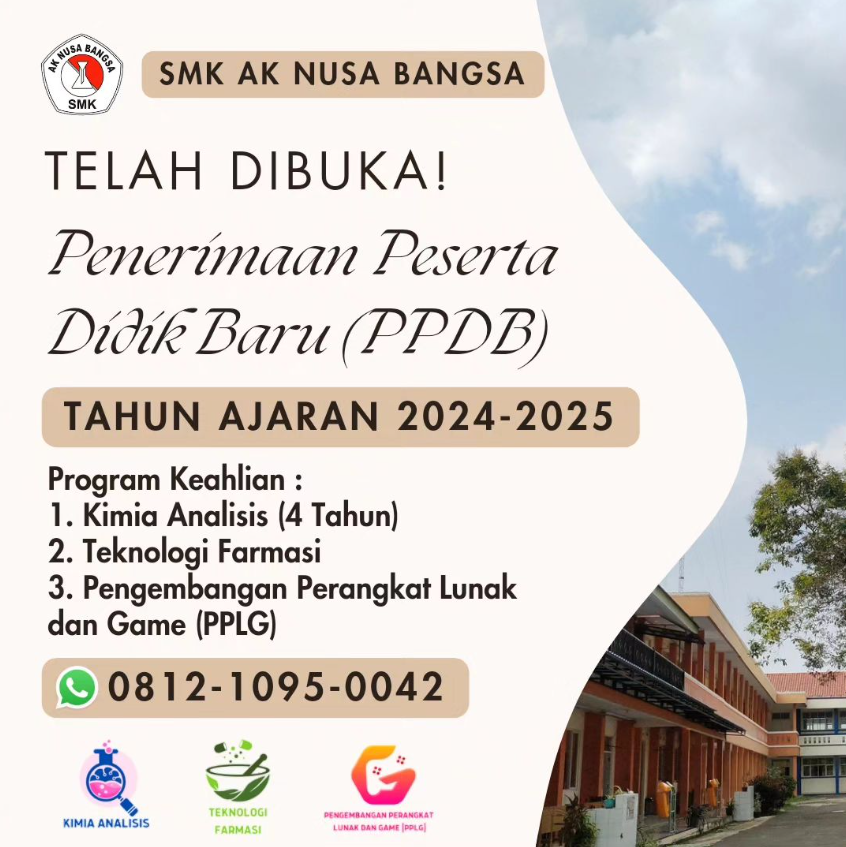 AK NUSA BANGSA
SMK
SMK AK NUSA BANGSA
TELAH DIBUKA!
Penerimaan Peserta
Didik Baru (PPDB)
TAHUN AJARAN 2024-2025
Program Keahlian :
1. Kimia Analisis (4 Tahun)
2. Teknologi Farmasi
3. Pengembangan Perangkat Lunak
dan Game (PPLG)
0812-1095-0042
KIMIA ANALISIS
TEKNOLOGI
FARMASI
PENGEMBANGAN PERANGKAT
LUNAK DAN GAME [PPLG]